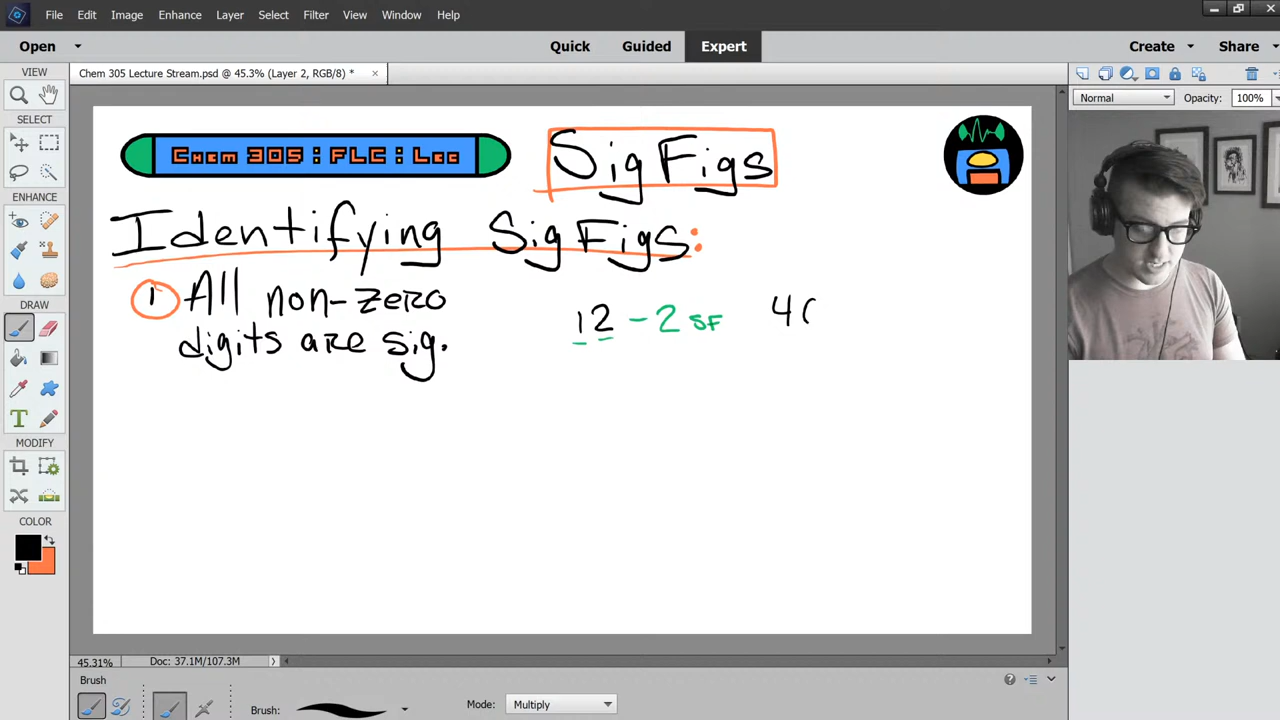 File Edit Image Enhance Layer Select Filter View Window Help
Open Quick Guided Expert Create Share
VIEW
Chem 305 Lecture Stream.psd @ 45.3% (Layer 2, RGB/8) * ×
Normal Opacity: 100%
SELECT
ENHANCE
DRAW
MODIFY
COLOR
Chem 305 : FLC : Lec
Sig Figs
Identifying Sig Figs:
1 All non-zero
digits are sig.
12 - 2 SF 4
45.31% Doc: 37.1M/107.3M
Brush
Brush: Mode: Multiply